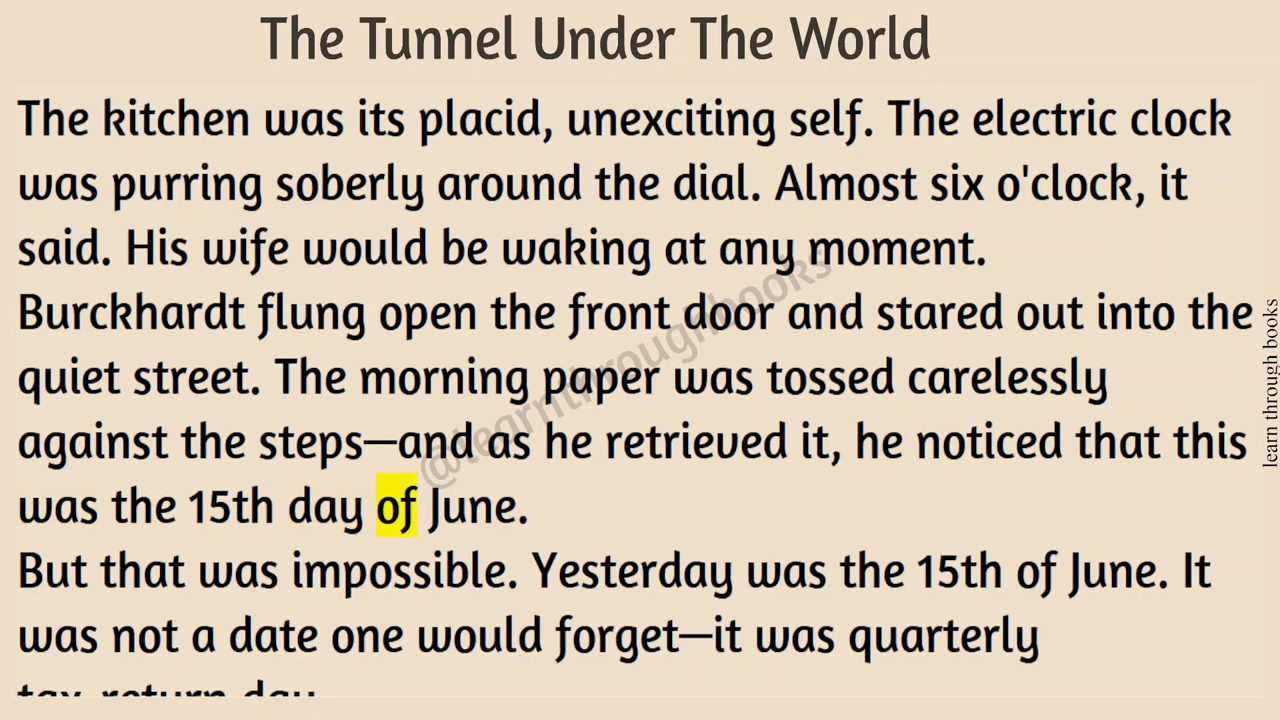 The Tunnel Under The World
The kitchen was its placid, unexciting self. The electric clock
was purring soberly around the dial. Almost six o'clock, it
said. His wife would be waking at any moment.
Burckhardt flung open the front door and stared out into the
quiet street. The morning paper was tossed carelessly
against the steps—and as he retrieved it, he noticed that this
was the 15th day of June.
But that was impossible. Yesterday was the 15th of June. It
was not a date one would forget—it was quarterly
tax-return day.
@learnthroughbooks
learn through books